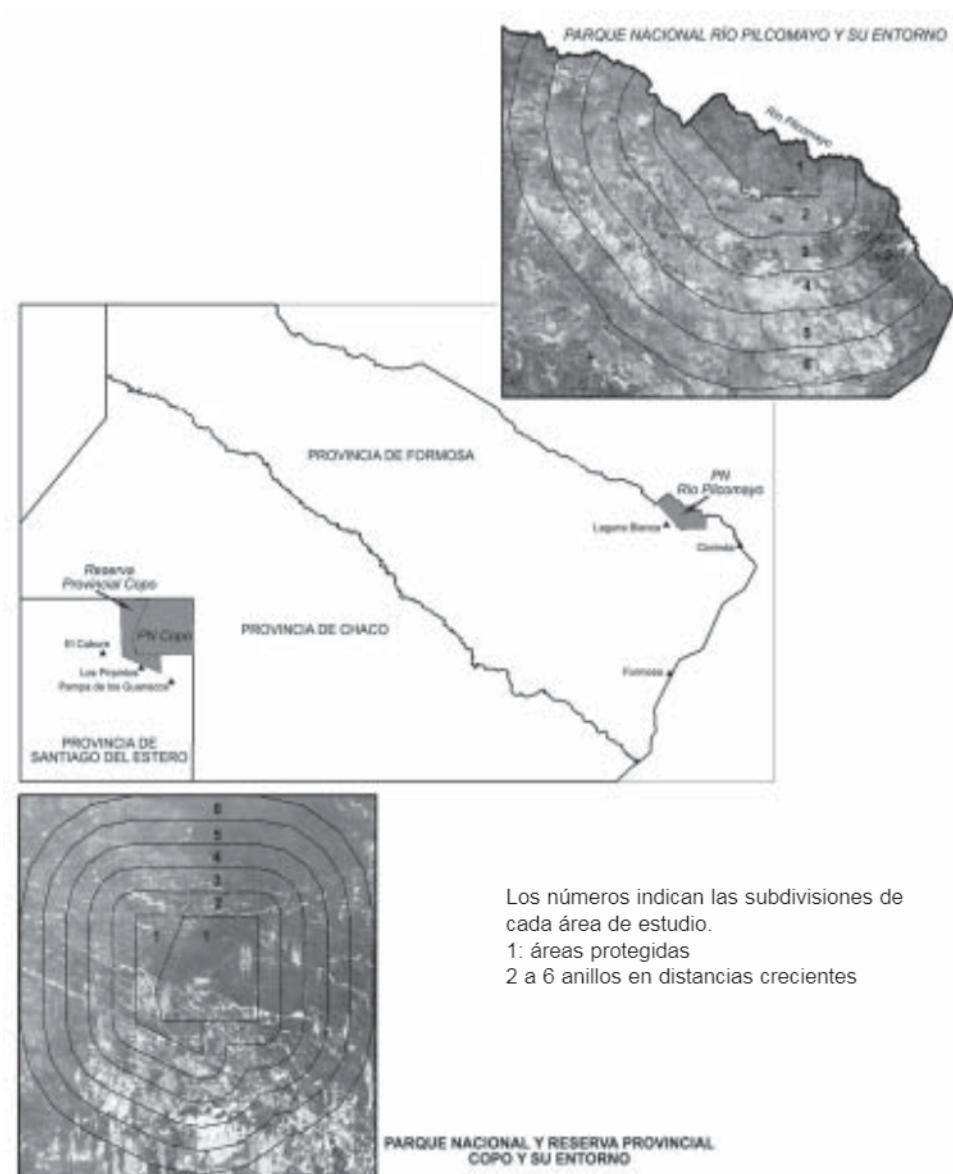 PARQUE NACIONAL RÍO PILCOMAYO Y SU ENTORNO
Río Pilcomayo
1
2
3
4
5
6
PROVINCIA DE FORMOSA
PN
Río Pilcomayo
Laguna Blanca
Clorinda
Reserva
Provincial Copo
PN Copo
PROVINCIA DE CHACO
El Caburé
Los Pirpintos
Pampa de los Guanacos
Formosa
PROVINCIA DE
SANTIAGO DEL ESTERO
6
5
4
3
2
1
1
Los números indican las subdivisiones de
cada área de estudio.
1: áreas protegidas
2 a 6 anillos en distancias crecientes
PARQUE NACIONAL Y RESERVA PROVINCIAL
COPO Y SU ENTORNO